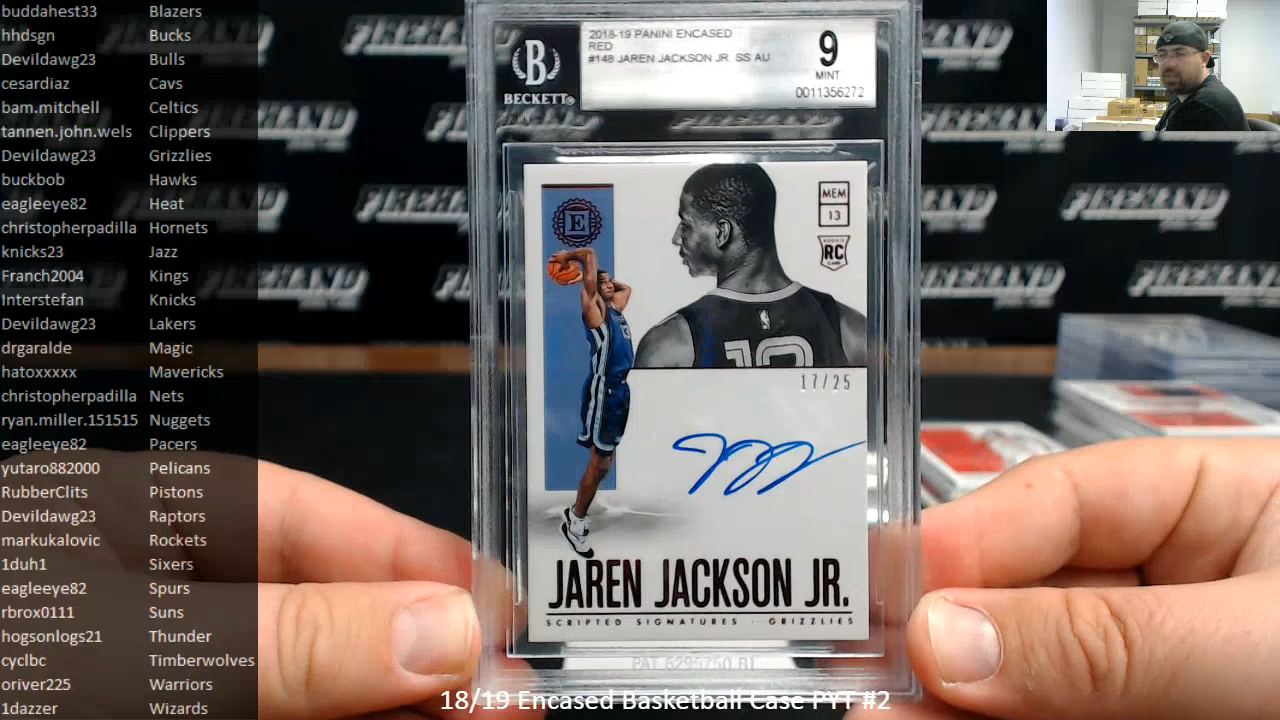 buddahest33 Blazers
hhdsgn Bucks
Devildawg23 Bulls
cesardiaz Cavs
bam.mitchell Celtics
tannen.john.wels Clippers
Devildawg23 Grizzlies
buckbob Hawks
eagleeye82 Heat
christopherpadilla Hornets
knicks23 Jazz
Franch2004 Kings
Interstefan Knicks
Devildawg23 Lakers
drgaralde Magic
hatoxxxxx Mavericks
christopherpadilla Nets
ryan.miller.151515 Nuggets
eagleeye82 Pacers
yutaro882000 Pelicans
RubberClits Pistons
Devildawg23 Raptors
markukalovic Rockets
1duh1 Sixers
eagleeye82 Spurs
rbrox0111 Suns
hogsonlogs21 Thunder
cyclbc Timberwolves
oriver225 Warriors
1dazzer Wizards
B
BECKETT
2018-19 PANINI ENCASED
RED
#148 JAREN JACKSON JR. SS AU
9
MINT
0011356272
E
MEM
13
ROOKIE
RC
CARD
13
17/25
JAREN JACKSON JR.
SCRIPTED SIGNATURES GRIZZLIES
18/19 Encased Basketball Case PYT #2
FIREHAND